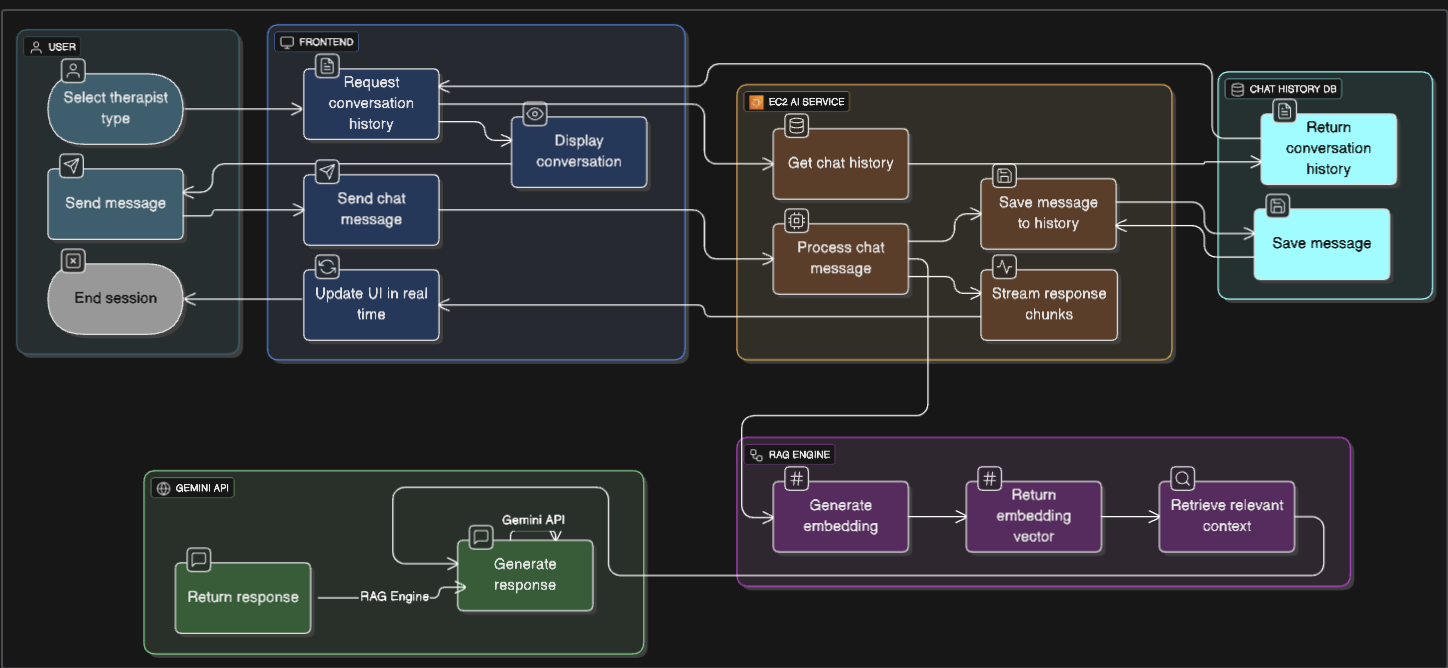 USER
Select therapist
type
Send message
End session
FRONTEND
Request
conversation
history
Display
conversation
Send chat
message
Update UI in real
time
EC2 AI SERVICE
Get chat history
Save message
to history
Process chat
message
Stream response
chunks
CHAT HISTORY DB
Return
conversation
history
Save message
GEMINI API
Gemini API
Generate
response
Return response
RAG Engine
RAG ENGINE
Generate
embedding
Return
embedding
vector
Retrieve relevant
context